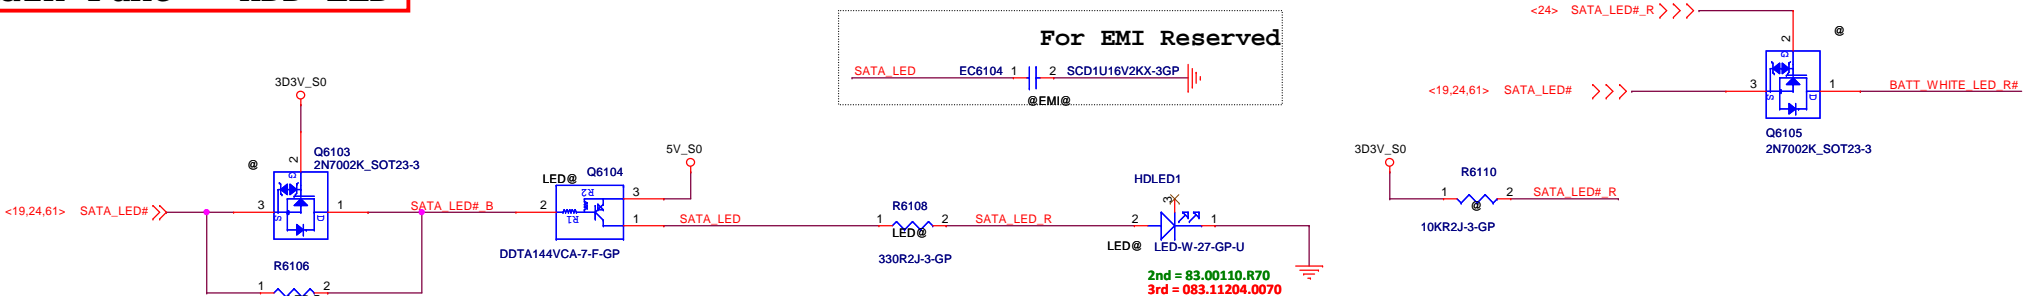 For EMI Reserved
SATA_LED
EC6104 1
2 SCD1U16V2KX-3GP
@EMI@
<24> SATA_LED#_R
2
@
G
S
D
3
1
<19,24,61> SATA_LED#
BATT_WHITE_LED_R#
Q6105
2N7002K_SOT23-3
3D3V_S0
@
2
Q6103
2N7002K_SOT23-3
G
S
D
<19,24,61> SATA_LED#
3
1
SATA_LED#_B
R6106
1
2
LED@
Q6104
2
R1
R2
3
1
DDTA144VCA-7-F-GP
5V_S0
SATA_LED
R6108
1
2
LED@
330R2J-3-GP
SATA_LED_R
HDLED1
3
2
1
LED@
LED-W-27-GP-U
2nd = 83.00110.R70
3rd = 083.11204.0070
3D3V_S0
R6110
1
2
@
SATA_LED#_R
10KR2J-3-GP